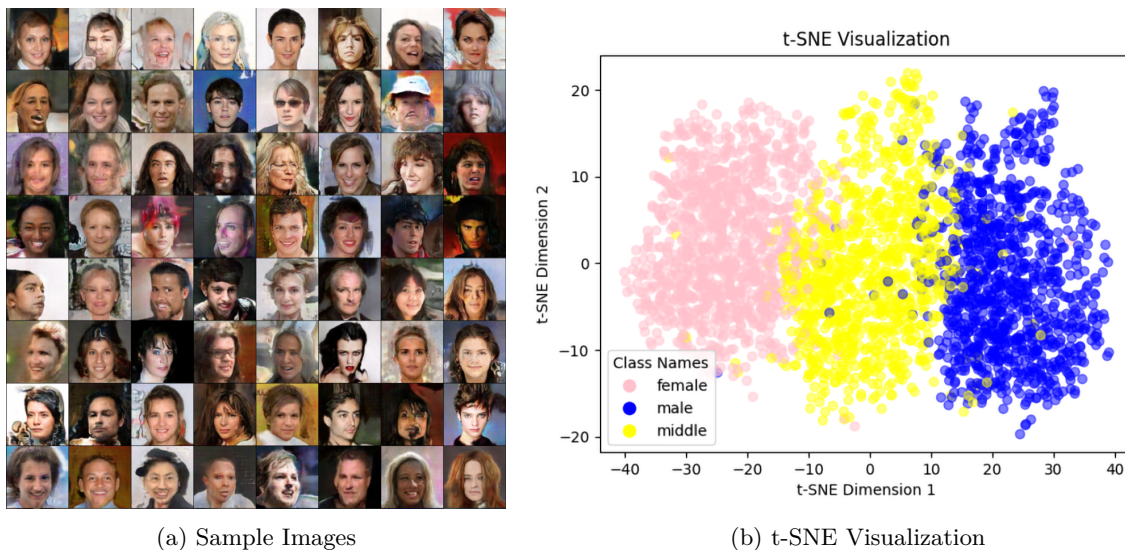 t-SNE Visualization
t-SNE Dimension 2
20
10
0
−10
−20
Class Names
female
male
middle
−40 −30 −20 −10 0 10 20 30 40
t-SNE Dimension 1
(a) Sample Images
(b) t-SNE Visualization